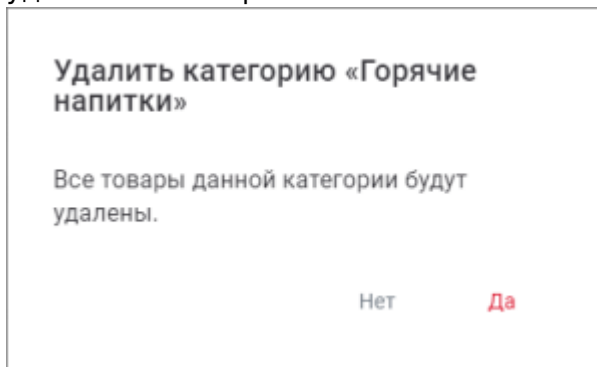 Удалить категорию «Горячие
напитки»
Все товары данной категории будут
удалены.
Нет Да